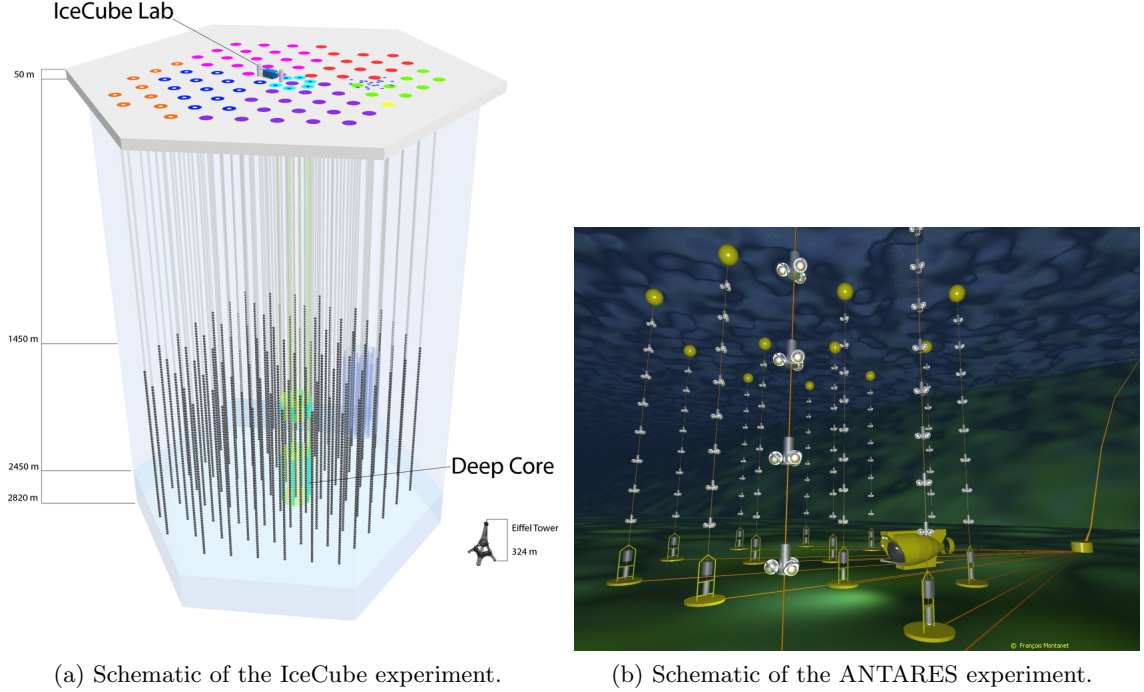 IceCube Lab
50 m
1450 m
2450 m
2820 m
Deep Core
Eiffel Tower
324 m
© François Montanet
(a) Schematic of the IceCube experiment.
(b) Schematic of the ANTARES experiment.